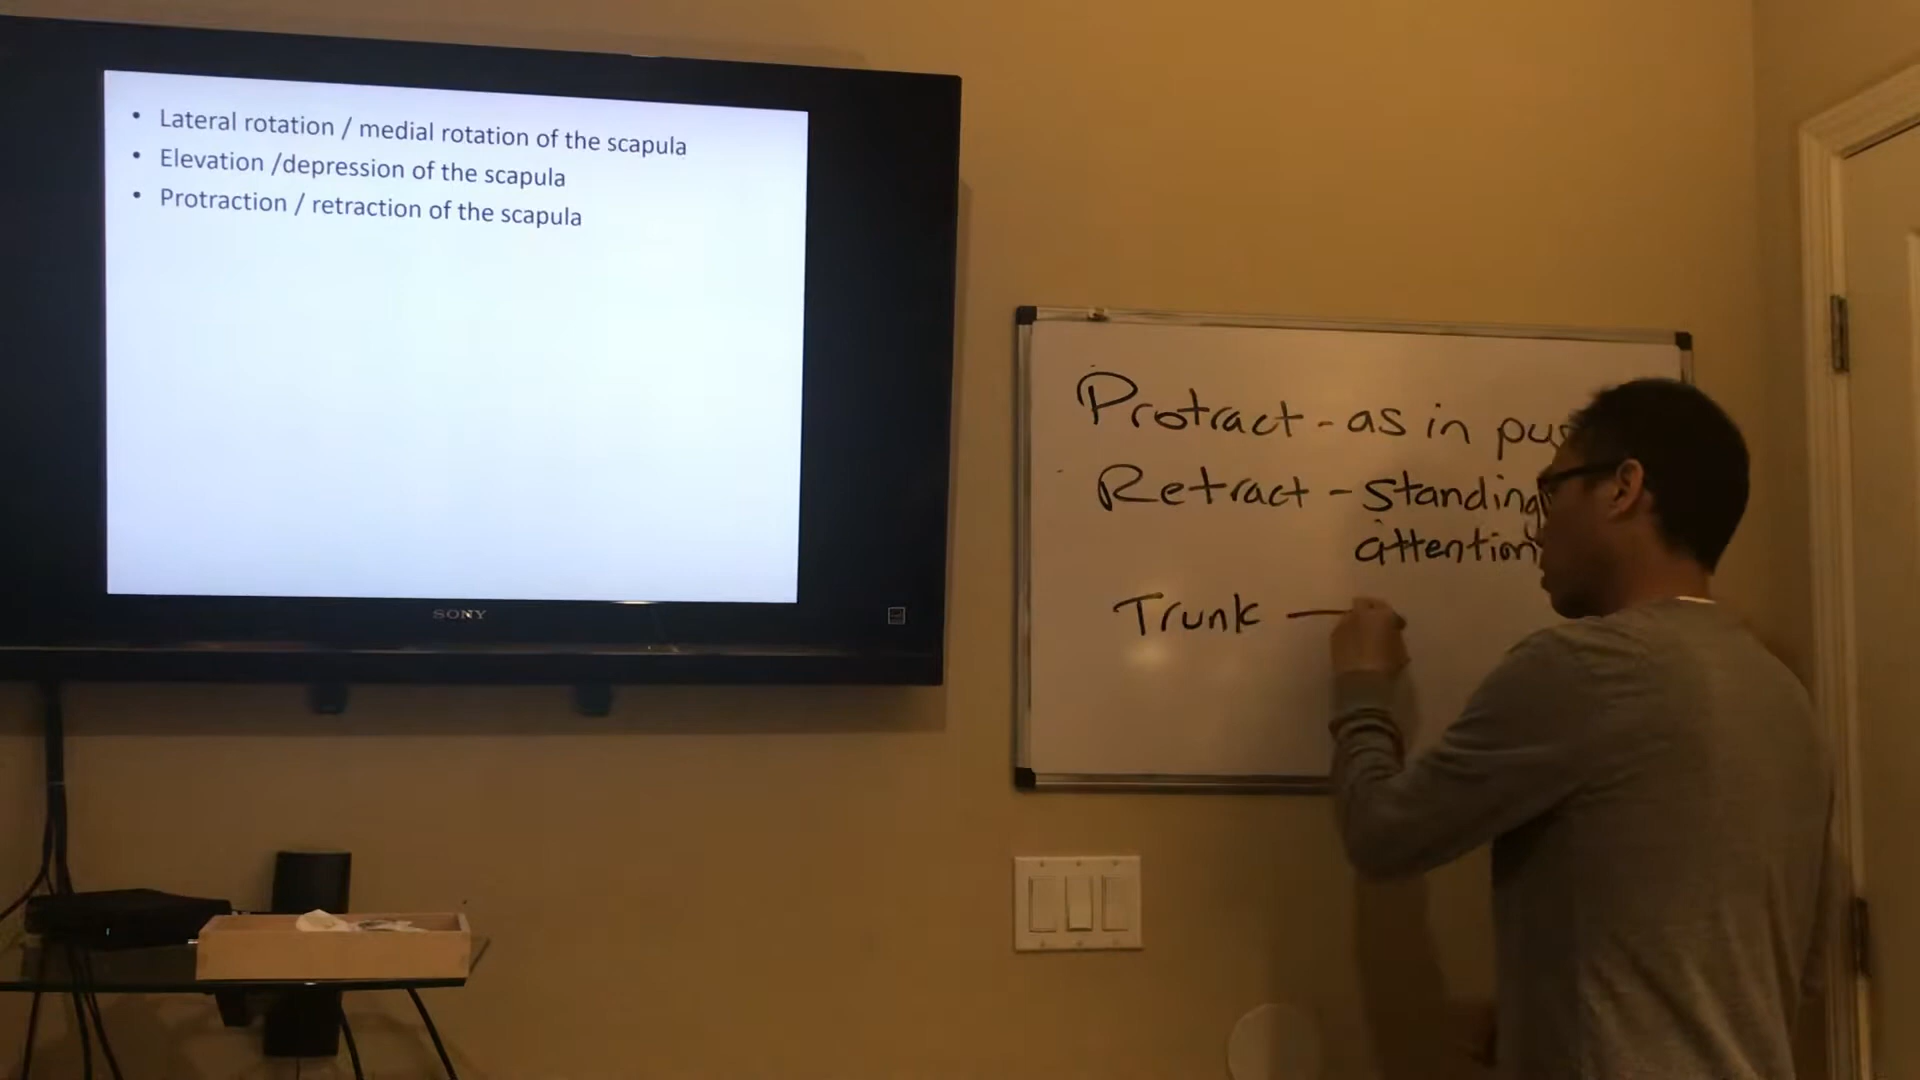 • Lateral rotation / medial rotation of the scapula
• Elevation /depression of the scapula
• Protraction / retraction of the scapula
SONY
Protract - as in
Retract - standing
attention
Trunk —